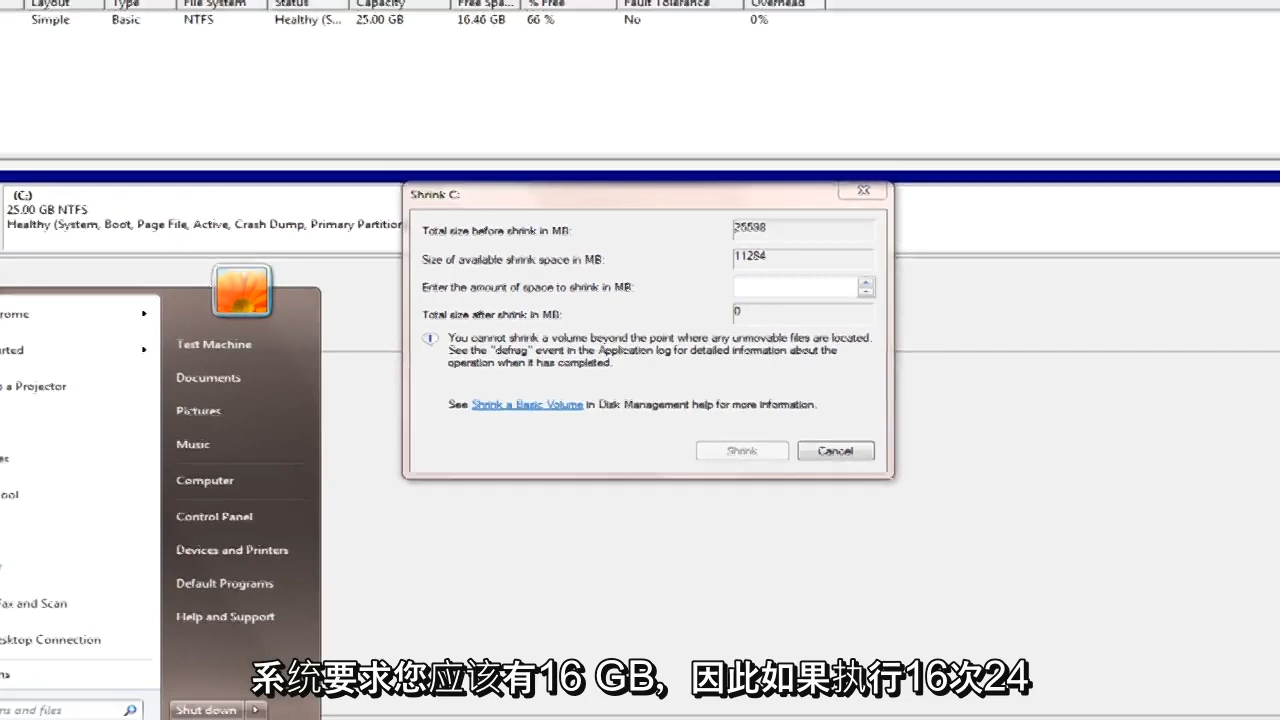 Layout Type File System Status Capacity Free Spa... % Free Fault Tolerance Overhead
Simple Basic NTFS Healthy (S... 25.00 GB 16.46 GB 66 % No 0%
(C:)
25.00 GB NTFS
Healthy (System, Boot, Page File, Active, Crash Dump, Primary Partition
Shrink C:
Total size before shrink in MB: 25598
Size of available shrink space in MB: 11284
Enter the amount of space to shrink in MB:
Total size after shrink in MB: 0
You cannot shrink a volume beyond the point where any unmovable files are located.
See the "defrag" event in the Application log for detailed information about the
operation when it has completed.
See Shrink a Basic Volume in Disk Management help for more information.
Shrink Cancel
rome
rted
o a Projector
es
ool
Fax and Scan
esktop Connection
ns
ms and files
Test Machine
Documents
Pictures
Music
Computer
Control Panel
Devices and Printers
Default Programs
Help and Support
Shut down
系统要求您应该有16 GB，因此如果执行16次24